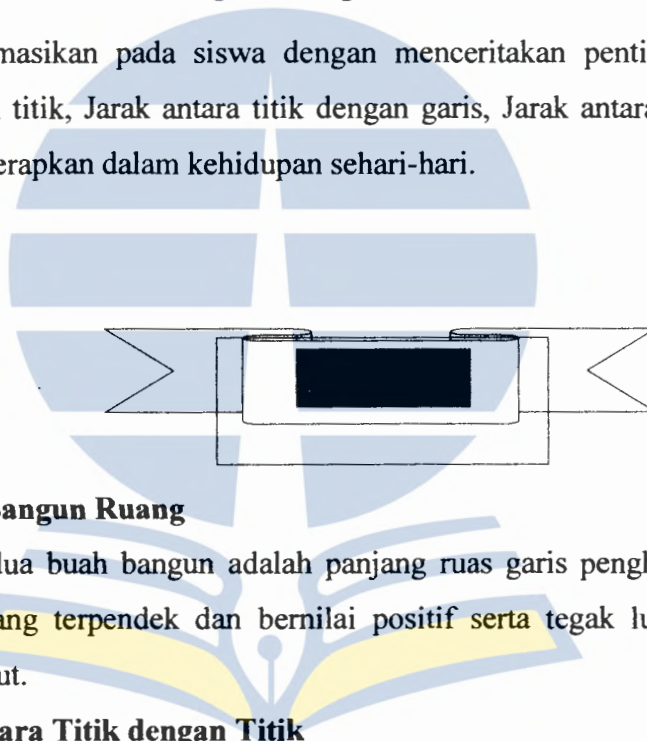 masikan pada siswa dengan menceritakan penti
titik, Jarak antara titik dengan garis, Jarak antara
erapkan dalam kehidupan sehari-hari.
Bangun Ruang
dua buah bangun adalah panjang ruas garis pengh
ang terpendek dan bernilai positif serta tegak lu
ut.
ara Titik dengan Titik